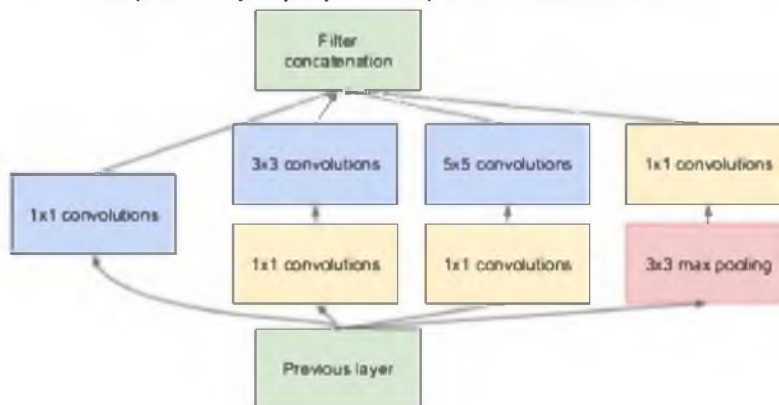 Filter
concatenation
3x3 convolutions
5x5 convolutions
1x1 convolutions
1x1 convolutions
1x1 convolutions
1x1 convolutions
3x3 max pooling
Previous layer